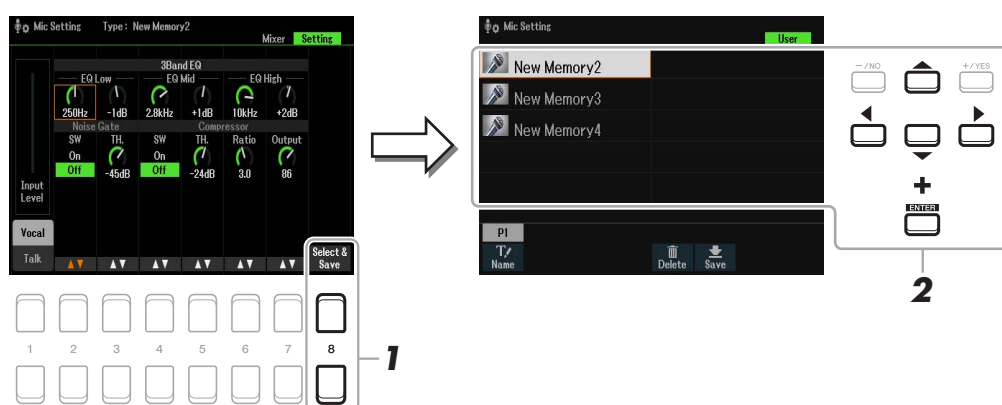 Mic Setting Type : New Memory2
Mixer Setting
3Band EQ
EQ Low EQ Mid EQ High
250Hz -1dB 2.8kHz +1dB 10kHz +2dB
Noise Gate Compressor
SW TH. SW TH. Ratio Output
On On
Off -45dB Off -24dB 3.0 86
Input
Level
Vocal
Talk
Select &
Save
1 2 3 4 5 6 7 8
1
Mic Setting
User
New Memory2
New Memory3
New Memory4
P1
Name Delete Save
-/NO +/YES
+
ENTER
2